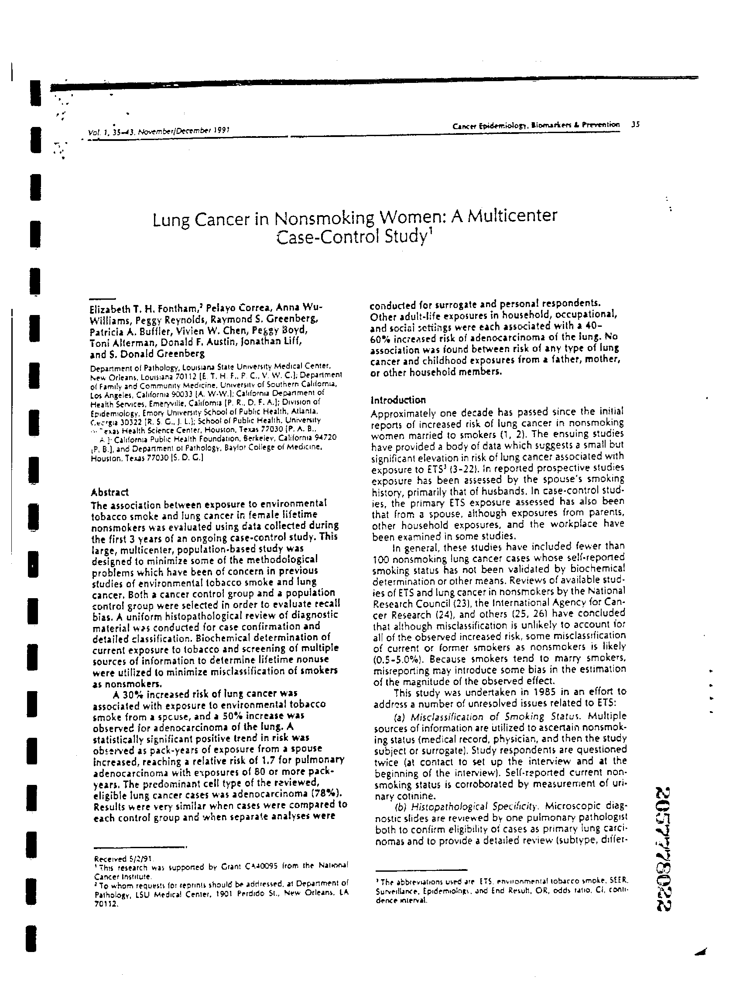 Vol. 1, 35–43, November/December 1991
Cancer Epidemiology, Biomarkers & Prevention 35
Lung Cancer in Nonsmoking Women: A Multicenter
Case-Control Study¹
Elizabeth T. H. Fontham,² Pelayo Correa, Anna Wu-
Williams, Peggy Reynolds, Raymond S. Greenberg,
Patricia A. Buffler, Vivien W. Chen, Peggy Boyd,
Toni Alterman, Donald F. Austin, Jonathan Liff,
and S. Donald Greenberg
Department of Pathology, Louisiana State University Medical Center,
New Orleans, Louisiana 70112 [E. T. H. F., P. C., V. W. C.]; Department
of Family and Community Medicine, University of Southern California,
Los Angeles, California 90033 [A. W-W.]; California Department of
Health Services, Emeryville, California [P. R., D. F. A.]; Division of
Epidemiology, Emory University School of Public Health, Atlanta,
Georgia 30322 [R. S. G., J. L.]; School of Public Health, University
Texas Health Science Center, Houston, Texas 77030 [P. A. B.,
A.]; California Public Health Foundation, Berkeley, California 94720
[P. B.], and Department of Pathology, Baylor College of Medicine,
Houston, Texas 77030 [S. D. G.]
Abstract
The association between exposure to environmental
tobacco smoke and lung cancer in female lifetime
nonsmokers was evaluated using data collected during
the first 3 years of an ongoing case-control study. This
large, multicenter, population-based study was
designed to minimize some of the methodological
problems which have been of concern in previous
studies of environmental tobacco smoke and lung
cancer. Both a cancer control group and a population
control group were selected in order to evaluate recall
bias. A uniform histopathological review of diagnostic
material was conducted for case confirmation and
detailed classification. Biochemical determination of
current exposure to tobacco and screening of multiple
sources of information to determine lifetime nonuse
were utilized to minimize misclassification of smokers
as nonsmokers.
A 30% increased risk of lung cancer was
associated with exposure to environmental tobacco
smoke from a spouse, and a 50% increase was
observed for adenocarcinoma of the lung. A
statistically significant positive trend in risk was
observed as pack-years of exposure from a spouse
increased, reaching a relative risk of 1.7 for pulmonary
adenocarcinoma with exposures of 80 or more pack-
years. The predominant cell type of the reviewed,
eligible lung cancer cases was adenocarcinoma (78%).
Results were very similar when cases were compared to
each control group and when separate analyses were
Received 5/2/91
¹ This research was supported by Grant CA40095 from the National
Cancer Institute.
² To whom requests for reprints should be addressed, at Department of
Pathology, LSU Medical Center, 1901 Perdido St., New Orleans, LA
70112.
conducted for surrogate and personal respondents.
Other adult-life exposures in household, occupational,
and social settings were each associated with a 40–
60% increased risk of adenocarcinoma of the lung. No
association was found between risk of any type of lung
cancer and childhood exposures from a father, mother,
or other household members.
Introduction
Approximately one decade has passed since the initial
reports of increased risk of lung cancer in nonsmoking
women married to smokers (1, 2). The ensuing studies
have provided a body of data which suggests a small but
significant elevation in risk of lung cancer associated with
exposure to ETS³ (3–22). In reported prospective studies
exposure has been assessed by the spouse's smoking
history, primarily that of husbands. In case-control stud-
ies, the primary ETS exposure assessed has also been
that from a spouse, although exposures from parents,
other household exposures, and the workplace have
been examined in some studies.
In general, these studies have included fewer than
100 nonsmoking lung cancer cases whose self-reported
smoking status has not been validated by biochemical
determination or other means. Reviews of available stud-
ies of ETS and lung cancer in nonsmokers by the National
Research Council (23), the International Agency for Can-
cer Research (24), and others (25, 26) have concluded
that although misclassification is unlikely to account for
all of the observed increased risk, some misclassification
of current or former smokers as nonsmokers is likely
(0.5–5.0%). Because smokers tend to marry smokers,
misreporting may introduce some bias in the estimation
of the magnitude of the observed effect.
This study was undertaken in 1985 in an effort to
address a number of unresolved issues related to ETS:
(a) Misclassification of Smoking Status. Multiple
sources of information are utilized to ascertain nonsmok-
ing status (medical record, physician, and then the study
subject or surrogate). Study respondents are questioned
twice (at contact to set up the interview and at the
beginning of the interview). Self-reported current non-
smoking status is corroborated by measurement of uri-
nary cotinine.
(b) Histopathological Specificity. Microscopic diag-
nostic slides are reviewed by one pulmonary pathologist
both to confirm eligibility of cases as primary lung carci-
nomas and to provide a detailed review (subtype, differ-
³ The abbreviations used are: ETS, environmental tobacco smoke; SEER,
Surveillance, Epidemiology, and End Result; OR, odds ratio, CI, confi-
dence interval.
2057778022